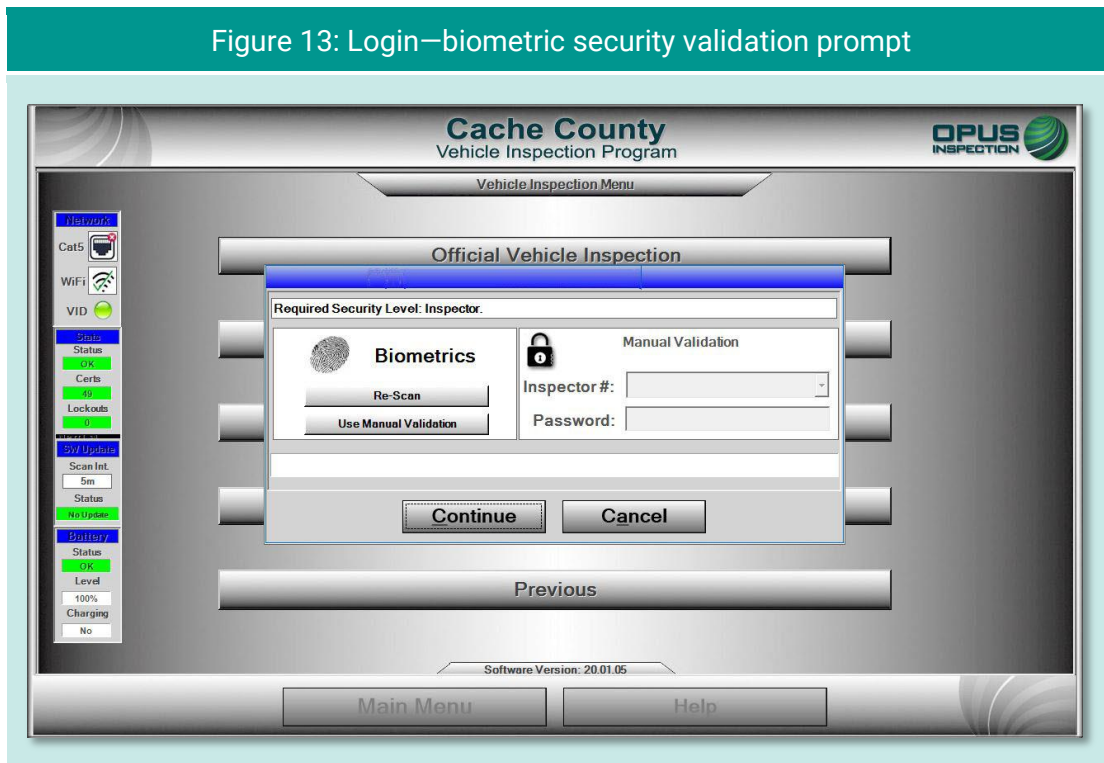 Figure 13: Login—biometric security validation prompt
Cache County
Vehicle Inspection Program
OPUS
INSPECTION
Vehicle Inspection Menu
Network
Cat5
WiFi
VID
Stats
Status
OK
Certs
49
Lockouts
0
SW Update
Scan Int.
5m
Status
No Update
Battery
Status
OK
Level
100%
Charging
No
Official Vehicle Inspection
Required Security Level: Inspector.
Biometrics
Re-Scan
Use Manual Validation
Manual Validation
Inspector #:
Password:
Continue
Cancel
Previous
Software Version: 20.01.05
Main Menu
Help